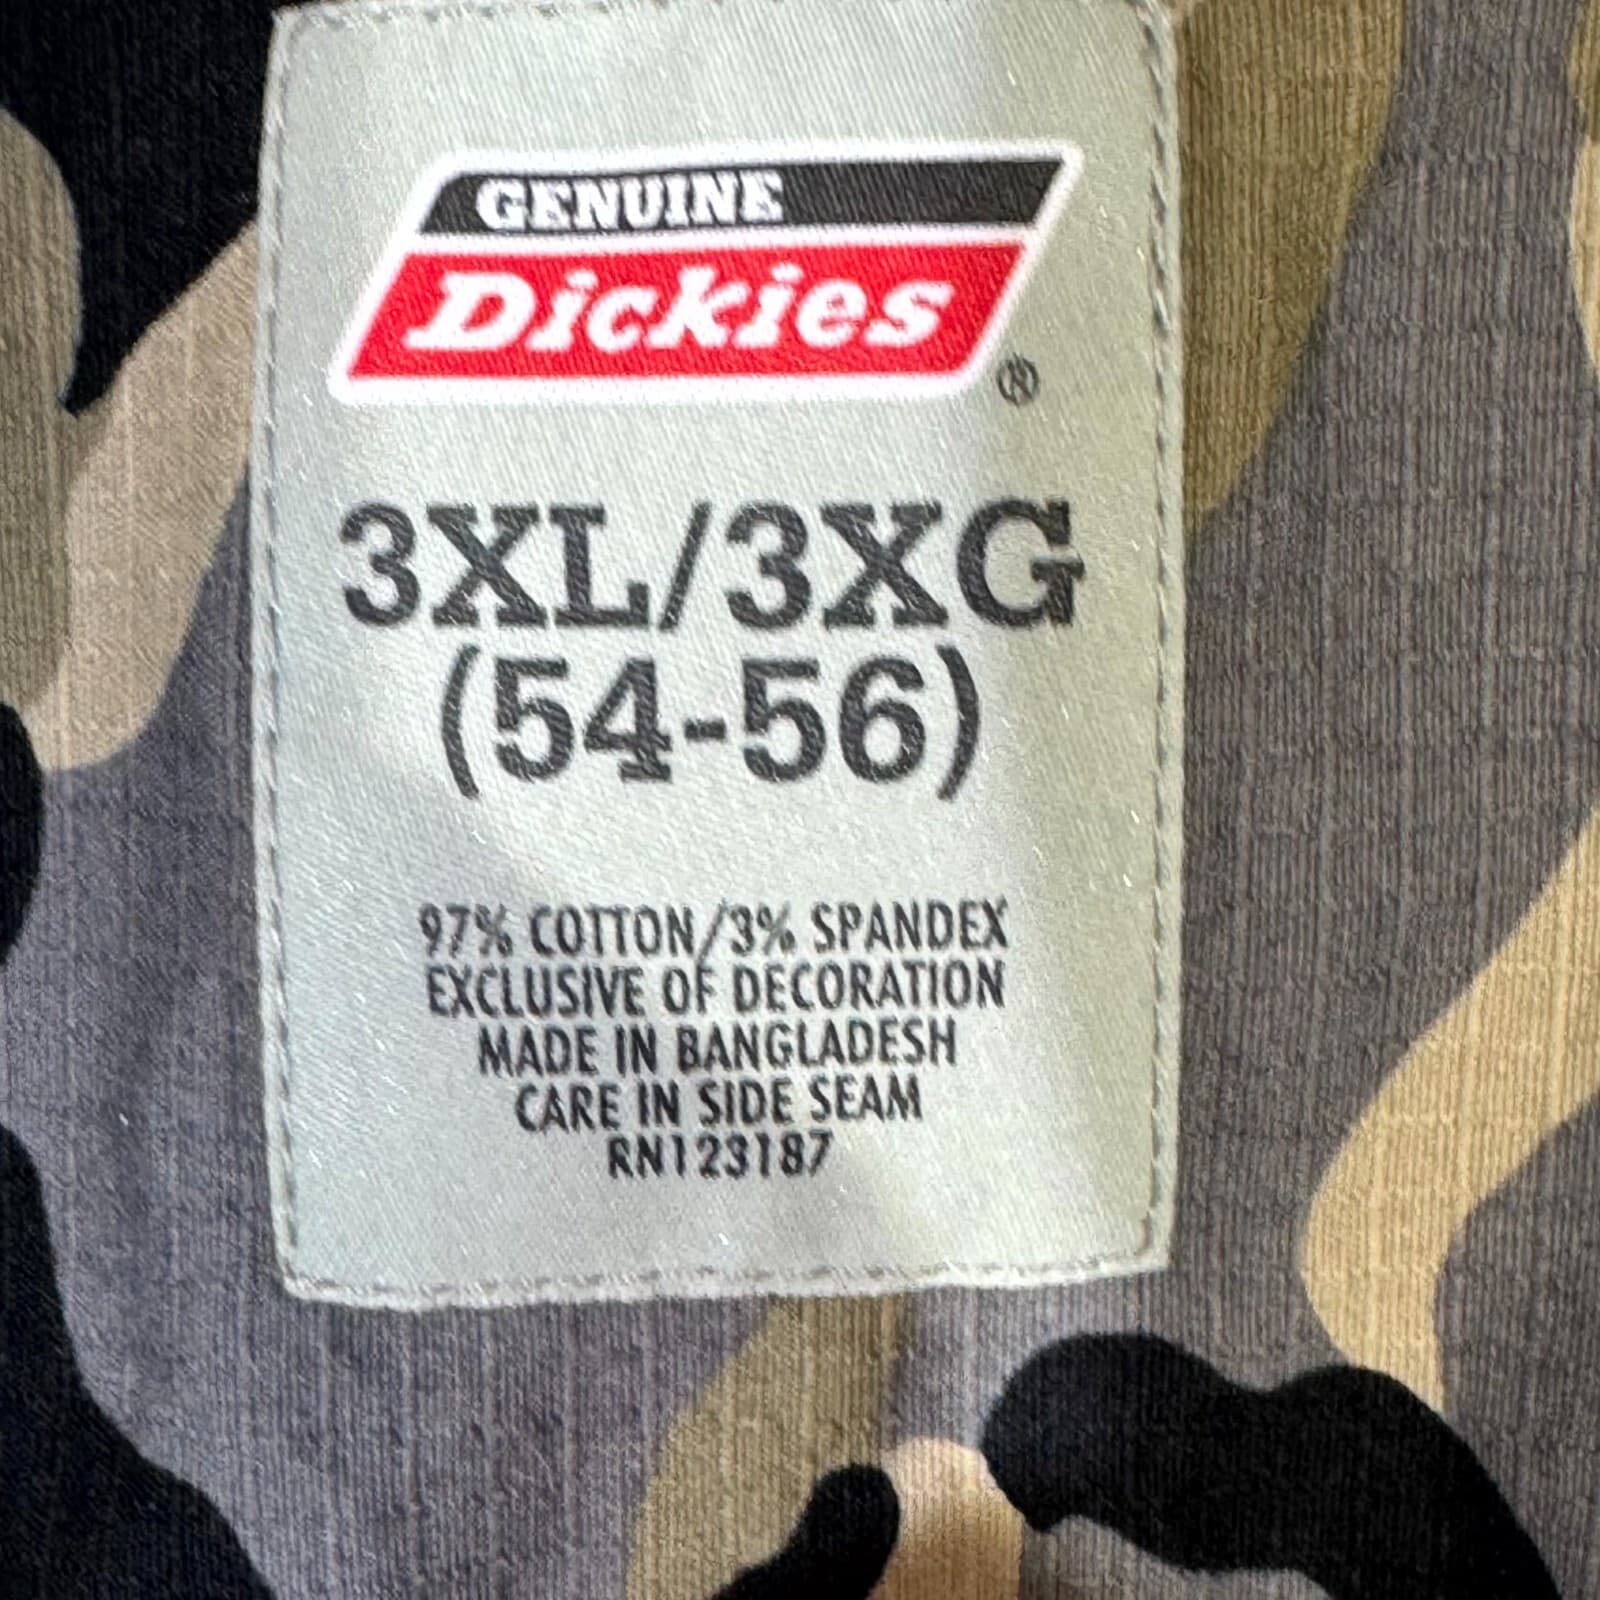 GENUINE
Dickies
®
3XL/3XG
(54-56)
97% COTTON/3% SPANDEX
EXCLUSIVE OF DECORATION
MADE IN BANGLADESH
CARE IN SIDE SEAM
RN123187